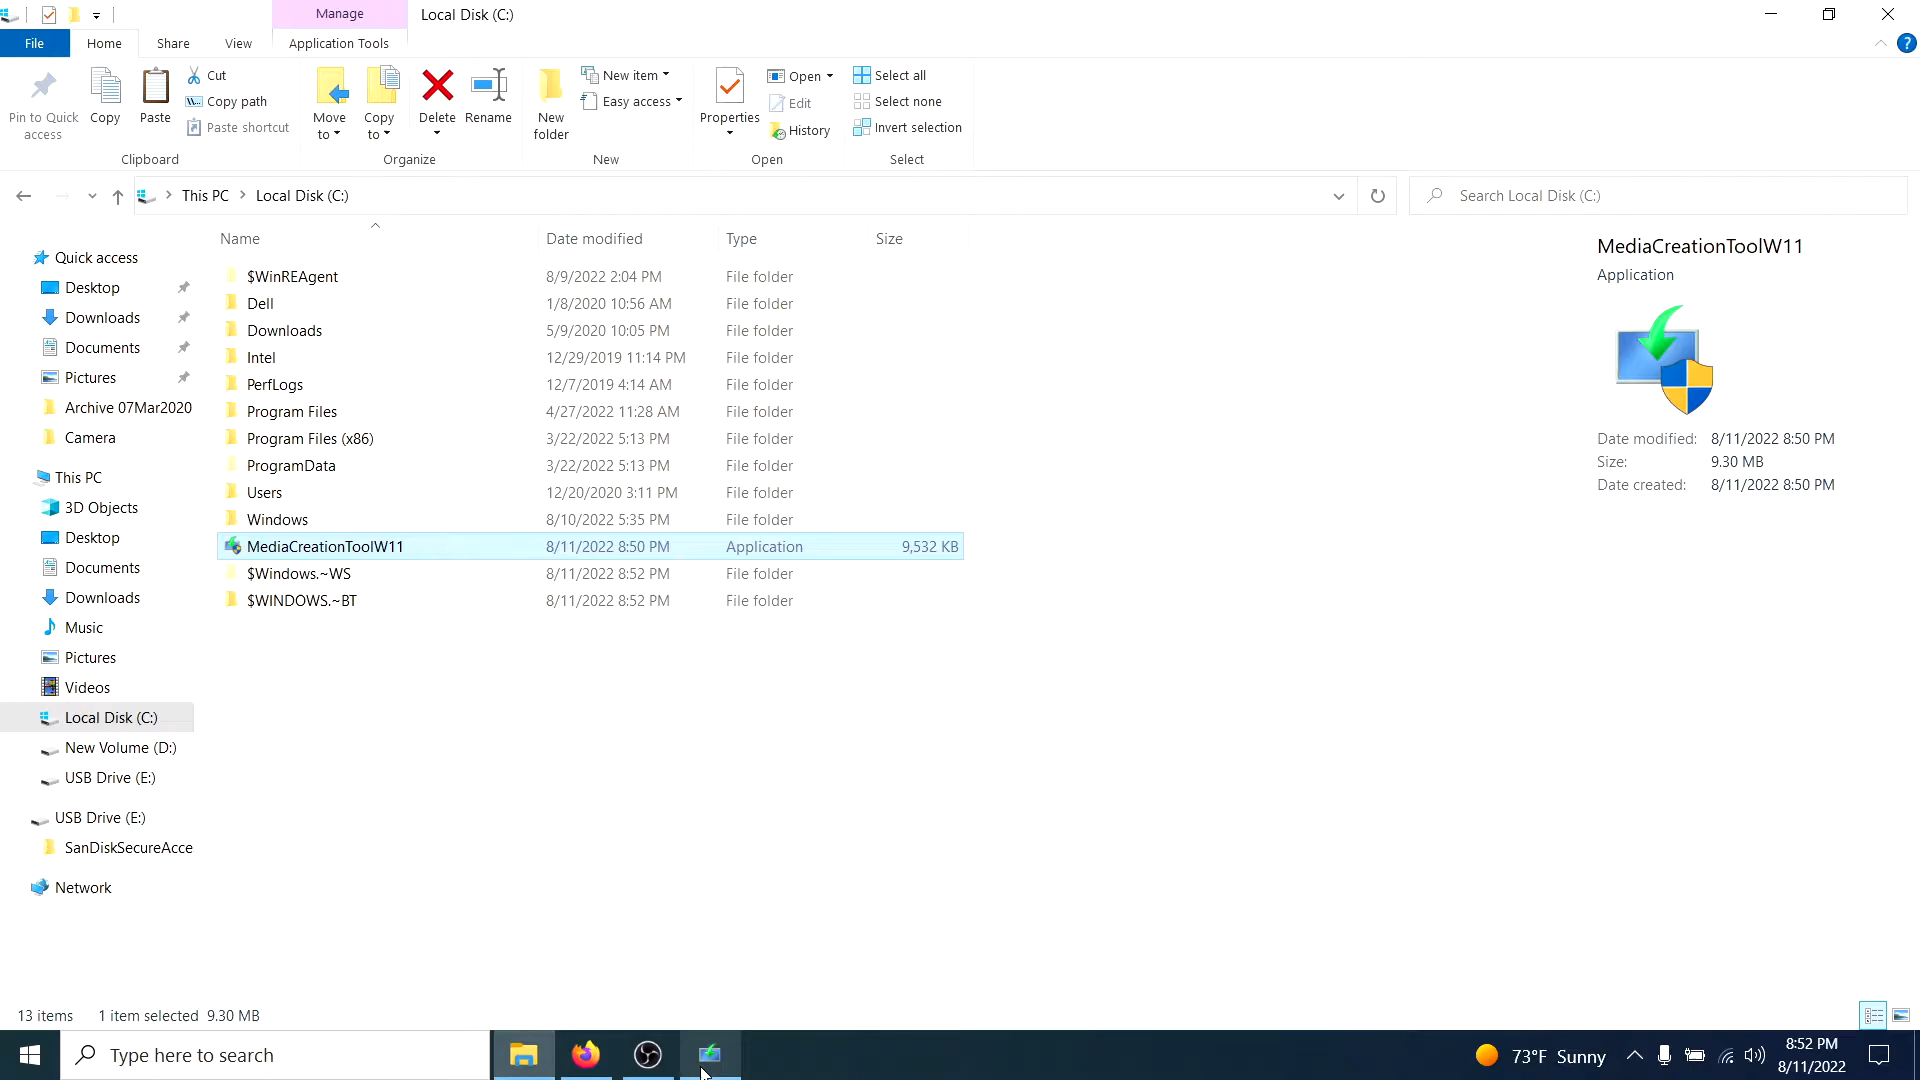 Manage
Local Disk (C:)
File
Home
Share
View
Application Tools
Pin to Quick access
Copy
Paste
Cut
Copy path
Paste shortcut
Clipboard
Move to
Copy to
Delete
Rename
Organize
New folder
New item
Easy access
New
Properties
Open
Edit
History
Open
Select all
Select none
Invert selection
Select
This PC
Local Disk (C:)
Search Local Disk (C:)
Quick access
Desktop
Downloads
Documents
Pictures
Archive 07Mar2020
Camera
This PC
3D Objects
Desktop
Documents
Downloads
Music
Pictures
Videos
Local Disk (C:)
New Volume (D:)
USB Drive (E:)
USB Drive (E:)
SanDiskSecureAcce
Network
Name Date modified Type Size
$WinREAgent 8/9/2022 2:04 PM File folder
Dell 1/8/2020 10:56 AM File folder
Downloads 5/9/2020 10:05 PM File folder
Intel 12/29/2019 11:14 PM File folder
PerfLogs 12/7/2019 4:14 AM File folder
Program Files 4/27/2022 11:28 AM File folder
Program Files (x86) 3/22/2022 5:13 PM File folder
ProgramData 3/22/2022 5:13 PM File folder
Users 12/20/2020 3:11 PM File folder
Windows 8/10/2022 5:35 PM File folder
MediaCreationToolW11 8/11/2022 8:50 PM Application 9,532 KB
$Windows.~WS 8/11/2022 8:52 PM File folder
$WINDOWS.~BT 8/11/2022 8:52 PM File folder
MediaCreationToolW11
Application
Date modified: 8/11/2022 8:50 PM
Size: 9.30 MB
Date created: 8/11/2022 8:50 PM
13 items 1 item selected 9.30 MB
Type here to search
73°F Sunny
8:52 PM
8/11/2022